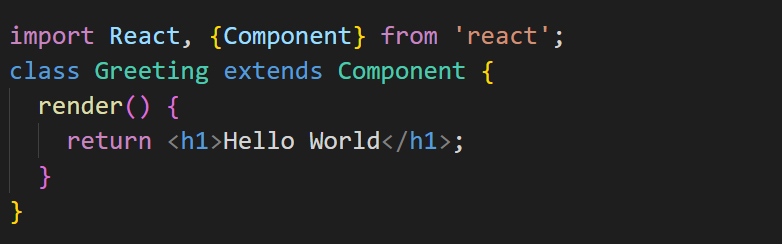 import React, {Component} from 'react';
class Greeting extends Component {
  render() {
    return <h1>Hello World</h1>;
  }
}